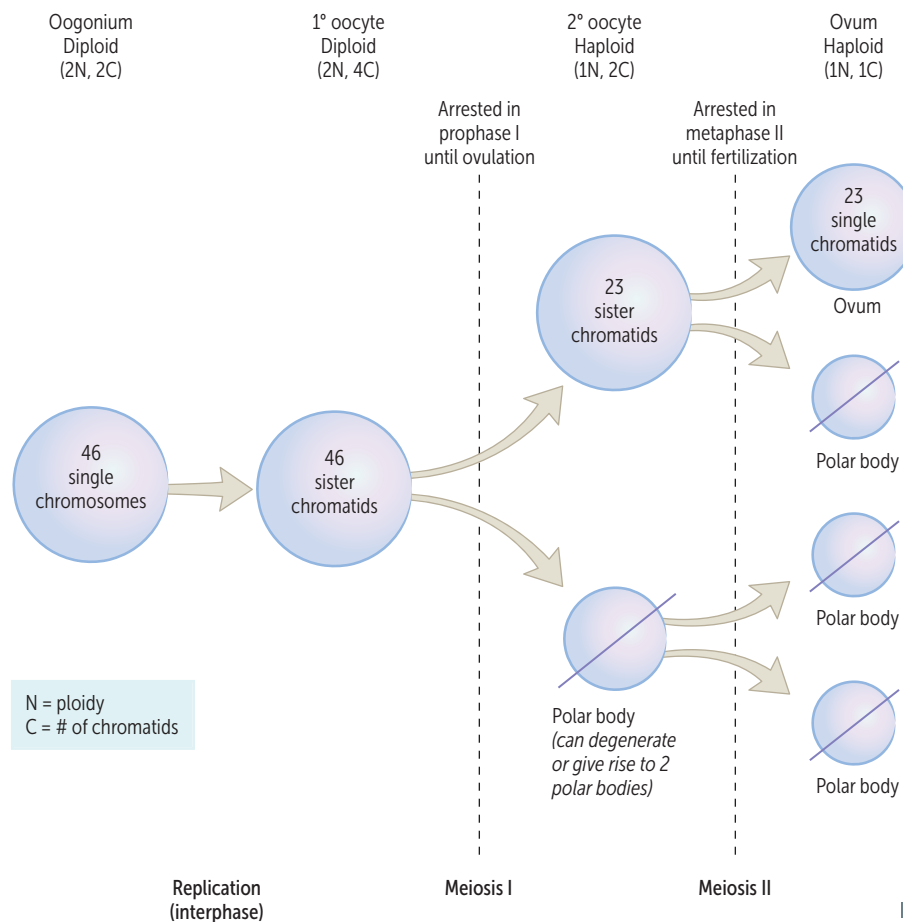 Oogonium
Diploid
(2N, 2C)
1° oocyte
Diploid
(2N, 4C)
2° oocyte
Haploid
(1N, 2C)
Ovum
Haploid
(1N, 1C)
Arrested in
prophase I
until ovulation
Arrested in
metaphase II
until fertilization
46
single
chromosomes
46
sister
chromatids
23
sister
chromatids
23
single
chromatids
Ovum
Polar body
Polar body
Polar body
Polar body
(can degenerate
or give rise to 2
polar bodies)
N = ploidy
C = # of chromatids
Replication
(interphase)
Meiosis I
Meiosis II